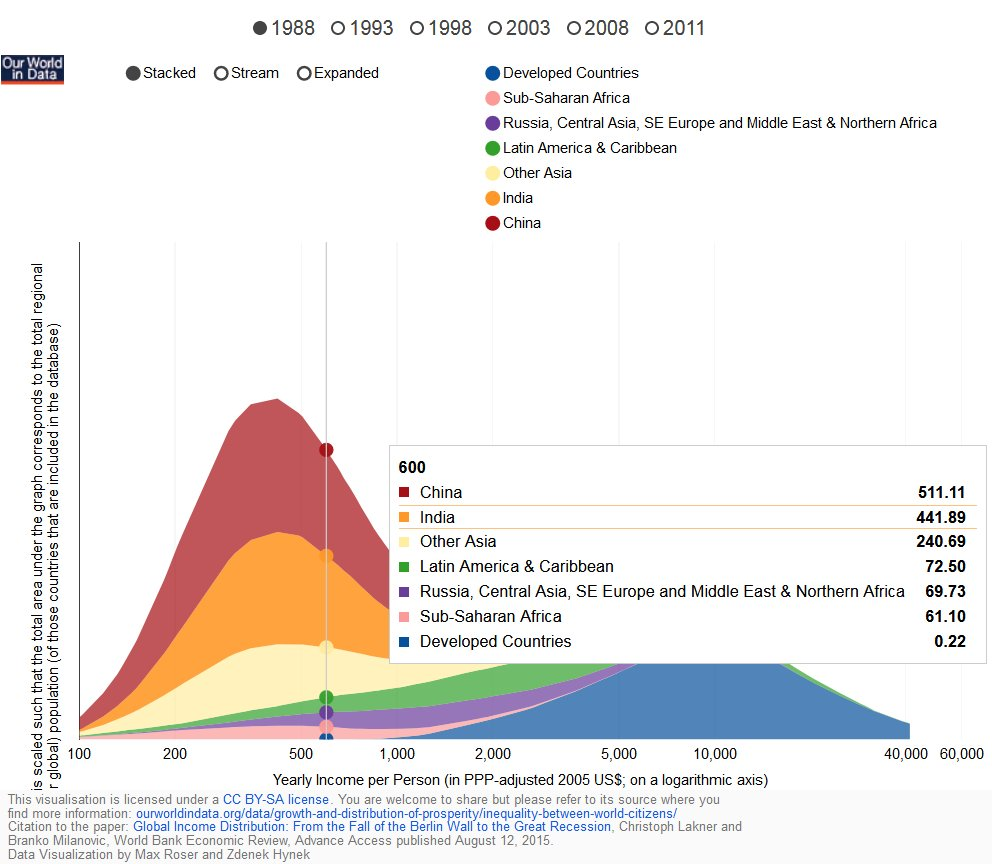 1988 1993 1998 2003 2008 2011
Our World
in Data
Stacked Stream Expanded
Developed Countries
Sub-Saharan Africa
Russia, Central Asia, SE Europe and Middle East & Northern Africa
Latin America & Caribbean
Other Asia
India
China
is scaled such that the total area under the graph corresponds to the total regional
r global) population (of those countries that are included in the database)
600
China 511.11
India 441.89
Other Asia 240.69
Latin America & Caribbean 72.50
Russia, Central Asia, SE Europe and Middle East & Northern Africa 69.73
Sub-Saharan Africa 61.10
Developed Countries 0.22
100 200 500 1,000 2,000 5,000 10,000 40,000 60,000
Yearly Income per Person (in PPP-adjusted 2005 US$; on a logarithmic axis)
This visualisation is licensed under a CC BY-SA license. You are welcome to share but please refer to its source where you
find more information: ourworldindata.org/data/growth-and-distribution-of-prosperity/inequality-between-world-citizens/
Citation to the paper: Global Income Distribution: From the Fall of the Berlin Wall to the Great Recession, Christoph Lakner and
Branko Milanovic, World Bank Economic Review, Advance Access published August 12, 2015.
Data Visualization by Max Roser and Zdenek Hynek